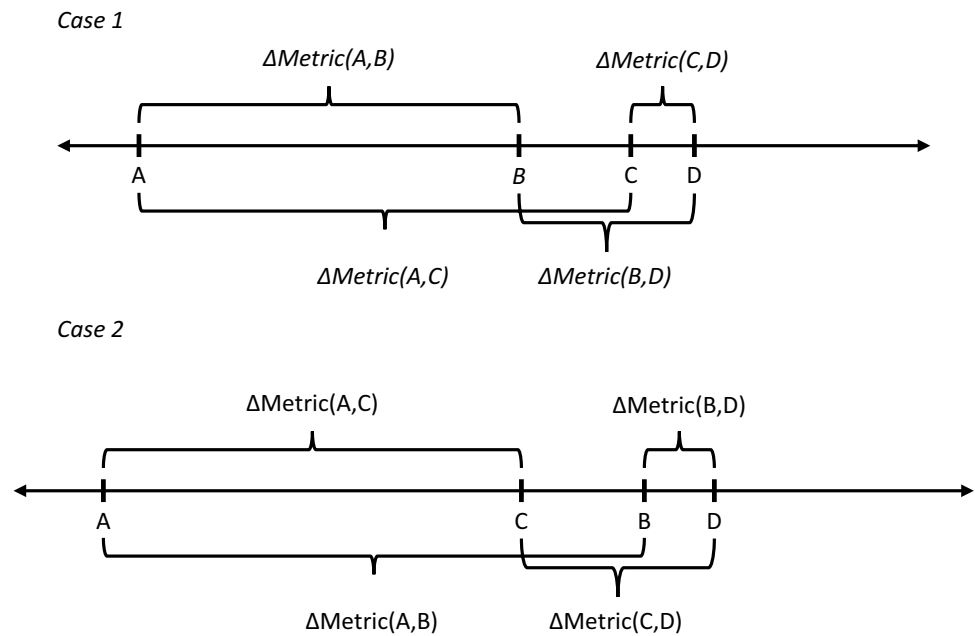 Case 1
ΔMetric(A,B) ΔMetric(C,D)
A B C D
ΔMetric(A,C) ΔMetric(B,D)
Case 2
ΔMetric(A,C) ΔMetric(B,D)
A C B D
ΔMetric(A,B) ΔMetric(C,D)